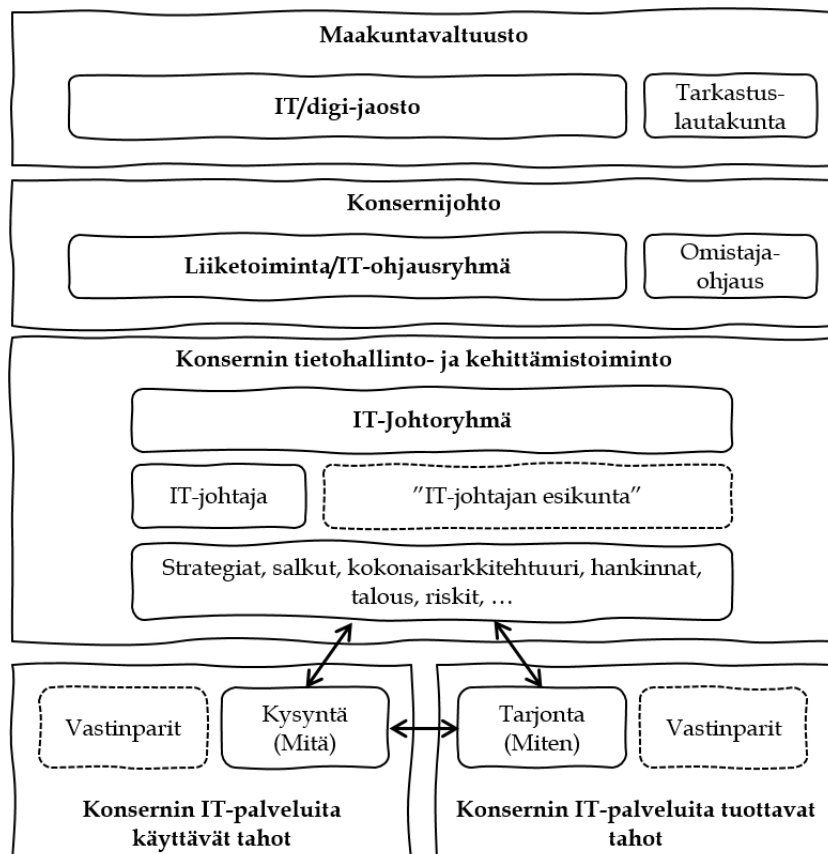 Maakuntavaltuusto
IT/digi-jaosto
Tarkastus-
lautakunta
Konsernijohto
Liiketoiminta/IT-ohjausryhmä
Omistaja-
ohjaus
Konsernin tietohallinto- ja kehittämistoiminto
IT-Johtoryhmä
IT-johtaja
”IT-johtajan esikunta”
Strategiat, salkut, kokonaisarkkitehtuuri, hankinnat,
talous, riskit, …
Vastinparit
Kysyntä
(Mitä)
Tarjonta
(Miten)
Vastinparit
Konsernin IT-palveluita
käyttävät tahot
Konsernin IT-palveluita tuottavat
tahot